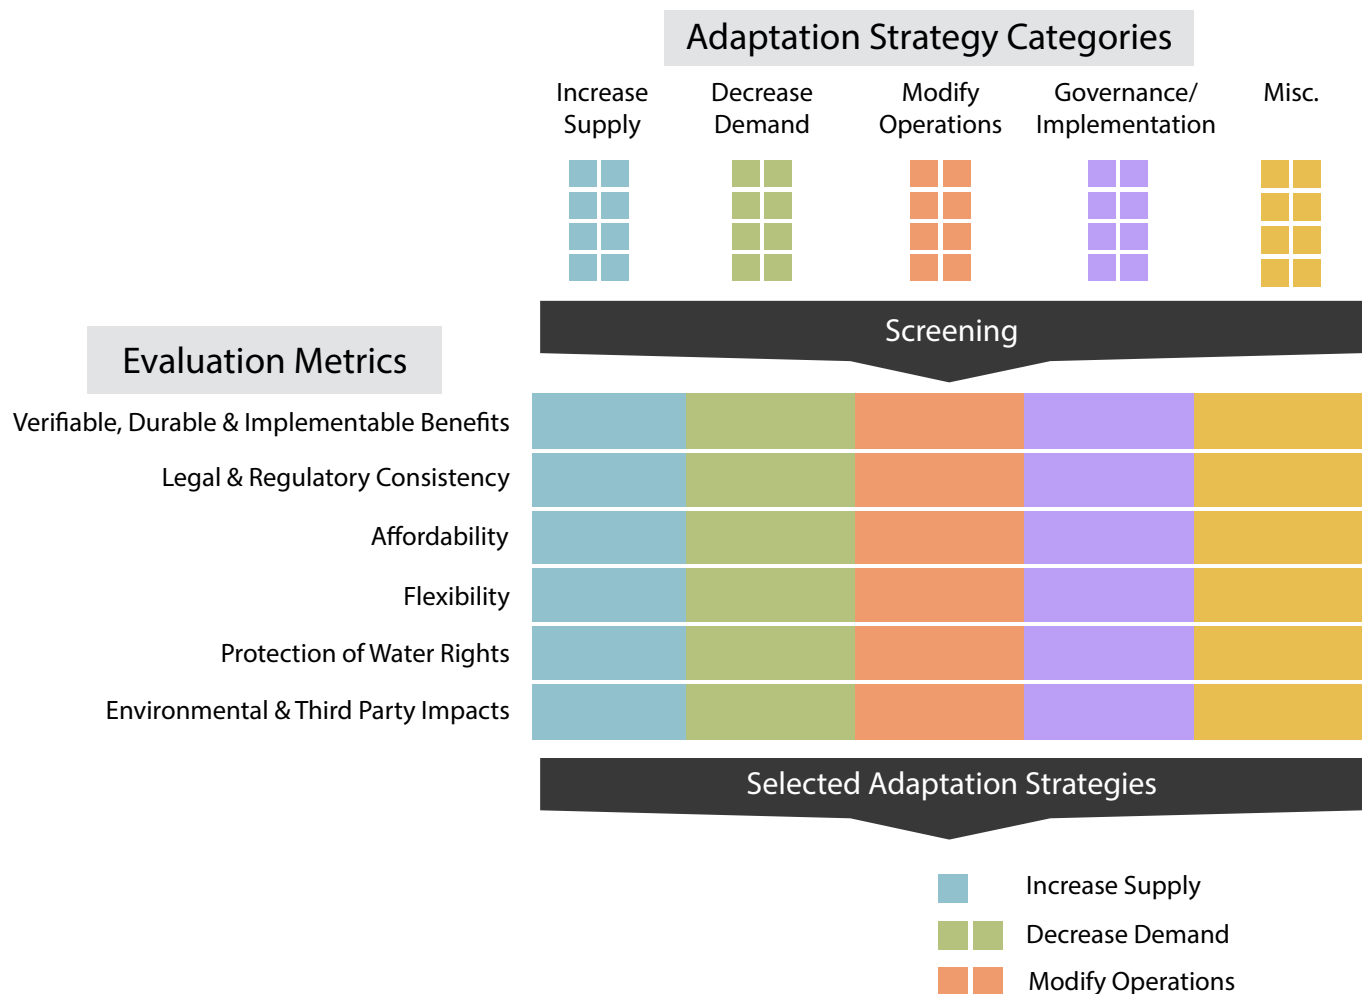 Adaptation Strategy Categories
Increase
Supply
Decrease
Demand
Modify
Operations
Governance/
Implementation
Misc.
Screening
Evaluation Metrics
Verifiable, Durable & Implementable Benefits
Legal & Regulatory Consistency
Affordability
Flexibility
Protection of Water Rights
Environmental & Third Party Impacts
Selected Adaptation Strategies
Increase Supply
Decrease Demand
Modify Operations